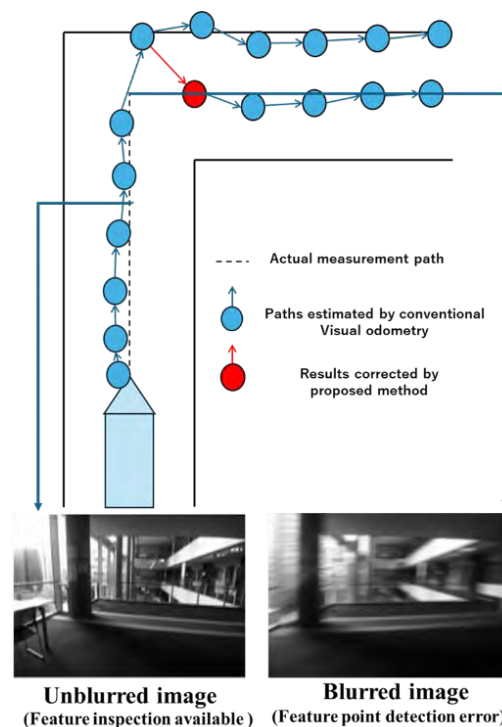 Actual measurement path
Paths estimated by conventional
Visual odometry
Results corrected by
proposed method
Unblurred image
(Feature inspection available )
Blurred image
(Feature point detection error)